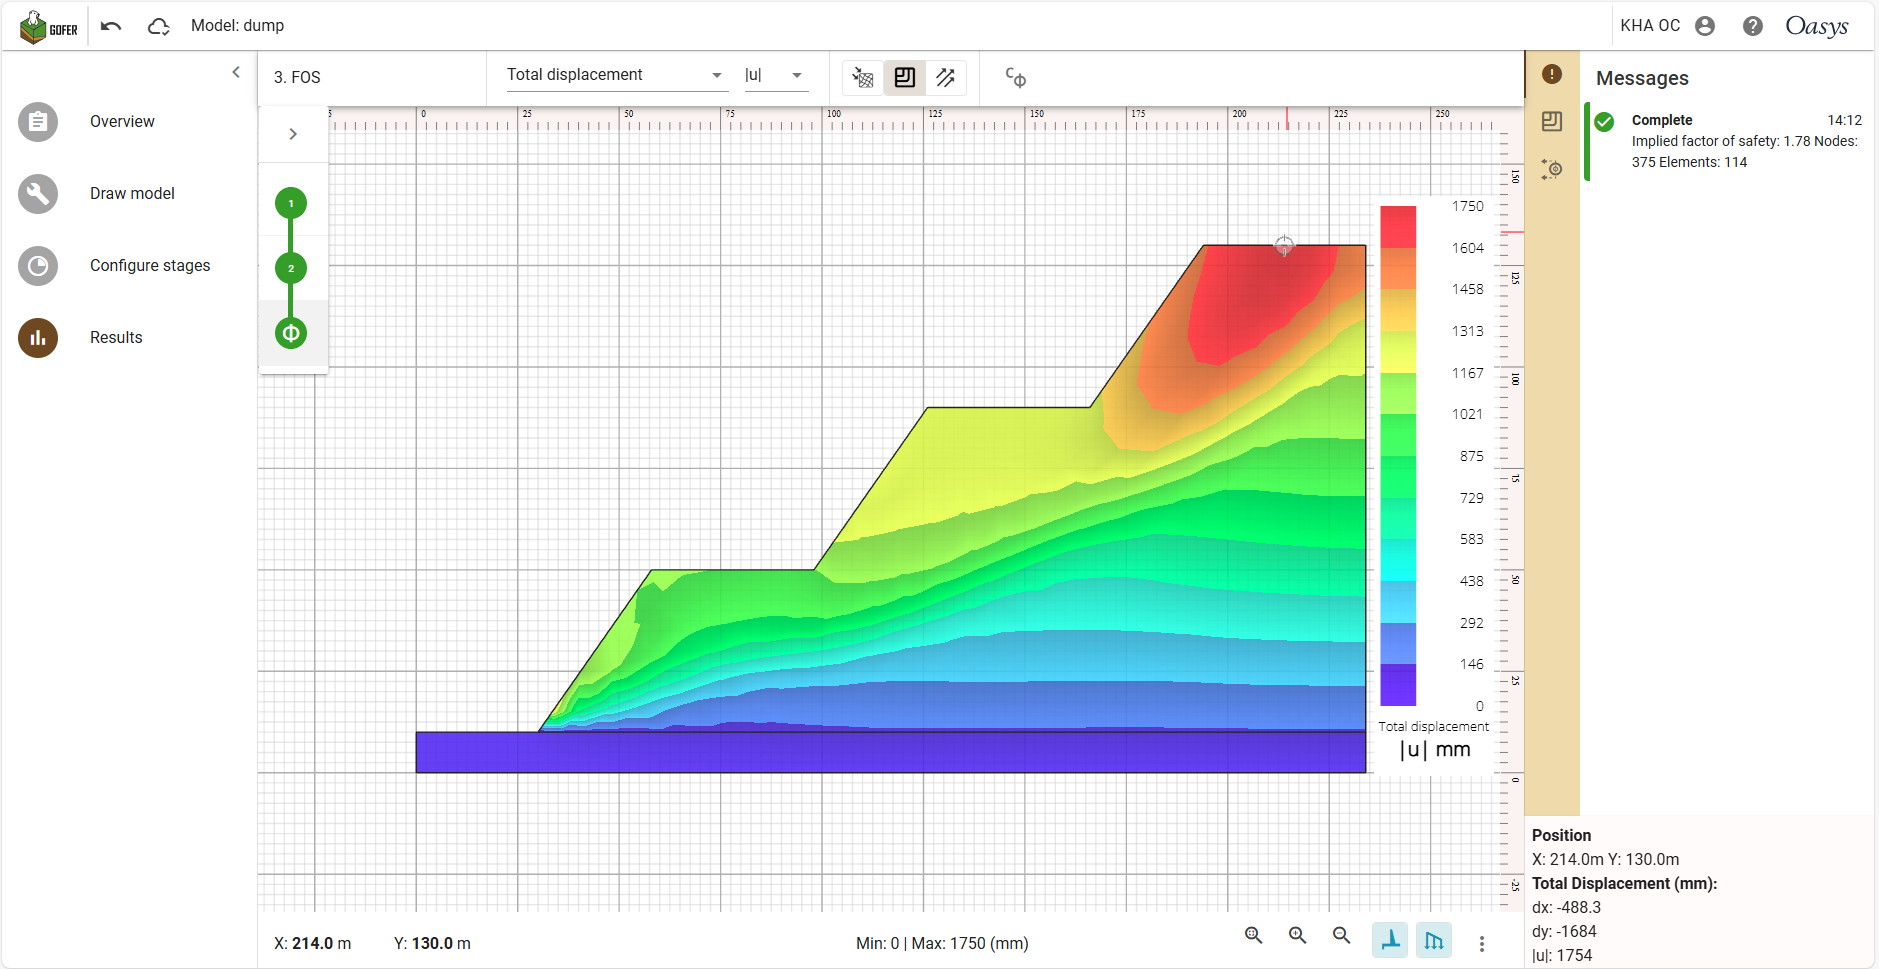 GOFER
Model: dump
KHA OC
Oasys
Overview
Draw model
Configure stages
Results
3. FOS
Total displacement
|u|
C
Φ
5 0 25 50 75 100 125 150 175 200 225 250
1
2
Φ
150
125
100
75
50
25
0
-25
1750
1604
1458
1313
1167
1021
875
729
583
438
292
146
0
Total displacement
|u| mm
X: 214.0 m
Y: 130.0 m
Min: 0 | Max: 1750 (mm)
Messages
Complete 14:12
Implied factor of safety: 1.78 Nodes:
375 Elements: 114
Position
X: 214.0m Y: 130.0m
Total Displacement (mm):
dx: -488.3
dy: -1684
|u|: 1754